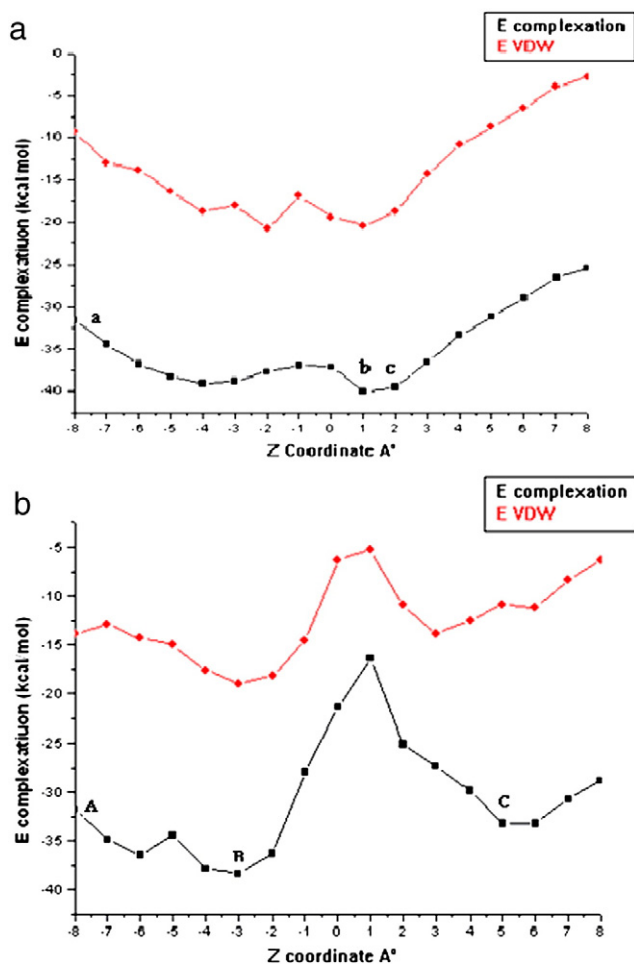 a
E complexation
E VDW
E complexatiuon (kcal mol)
0
-5
-10
-15
-20
-25
-30
-35
-40
a
b
c
-8 -7 -6 -5 -4 -3 -2 -1 0 1 2 3 4 5 6 7 8
Z Coordinate A°
b
E complexation
E VDW
E complexatiuon (kcal mol)
-5
-10
-15
-20
-25
-30
-35
-40
A
B
C
-8 -7 -6 -5 -4 -3 -2 -1 0 1 2 3 4 5 6 7 8
Z coordinate A°